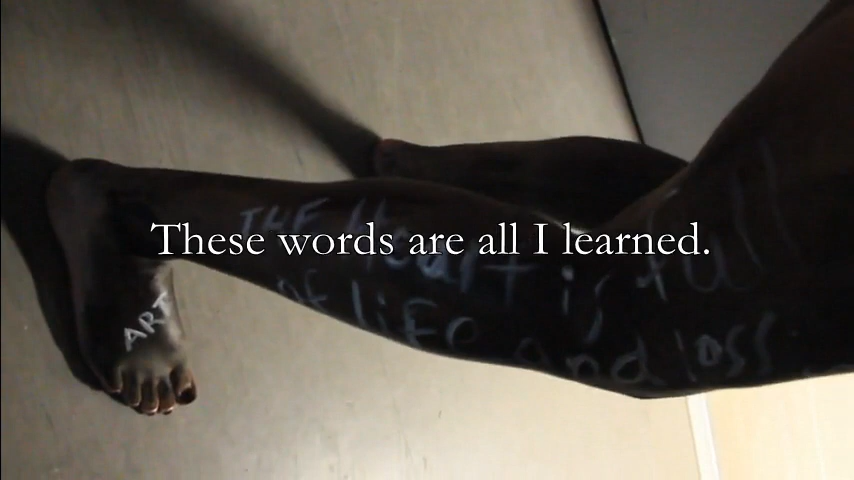 These words are all I learned.
THE Heart is full
of life and loss.
ART